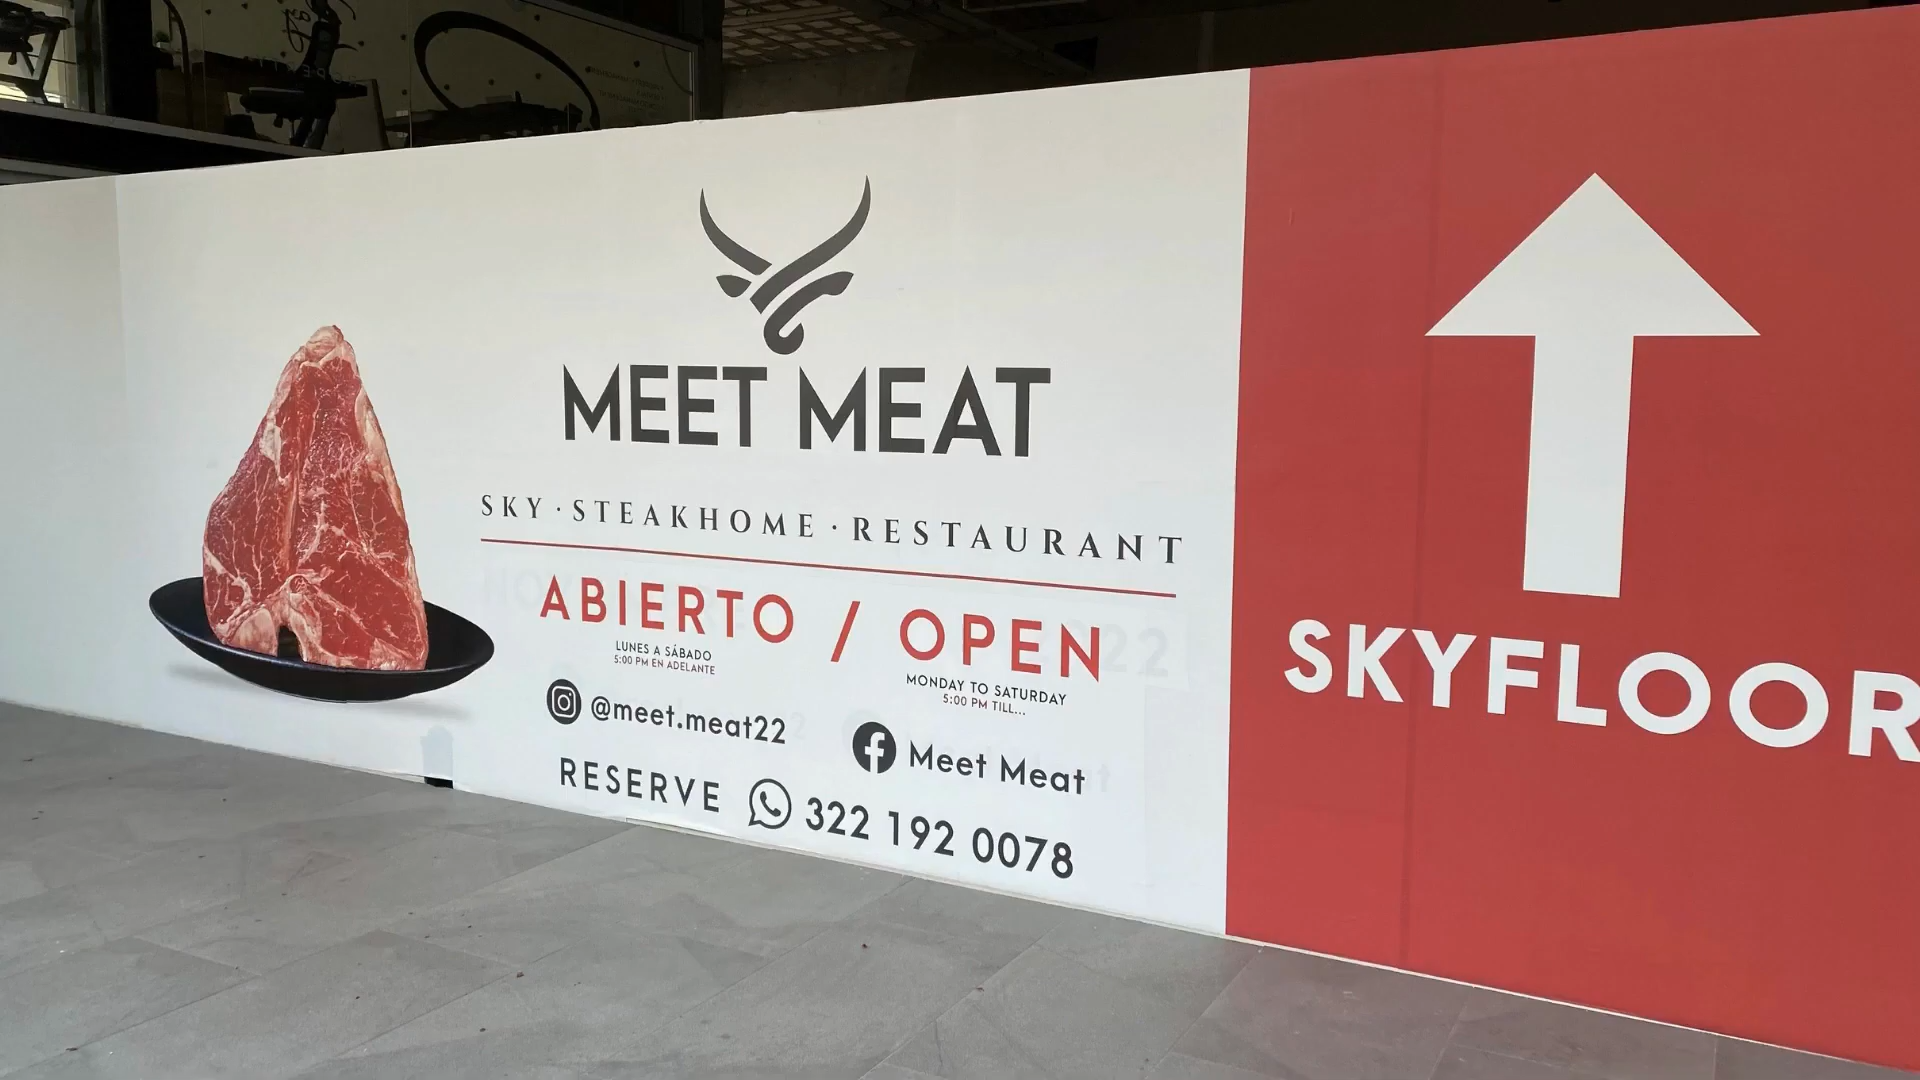 MEET MEAT
SKY · STEAKHOME · RESTAURANT
ABIERTO / OPEN
LUNES A SÁBADO
5:00 PM EN ADELANTE
MONDAY TO SATURDAY
5:00 PM TILL...
@meet.meat22
Meet Meat
RESERVE 322 192 0078
SKYFLOOR